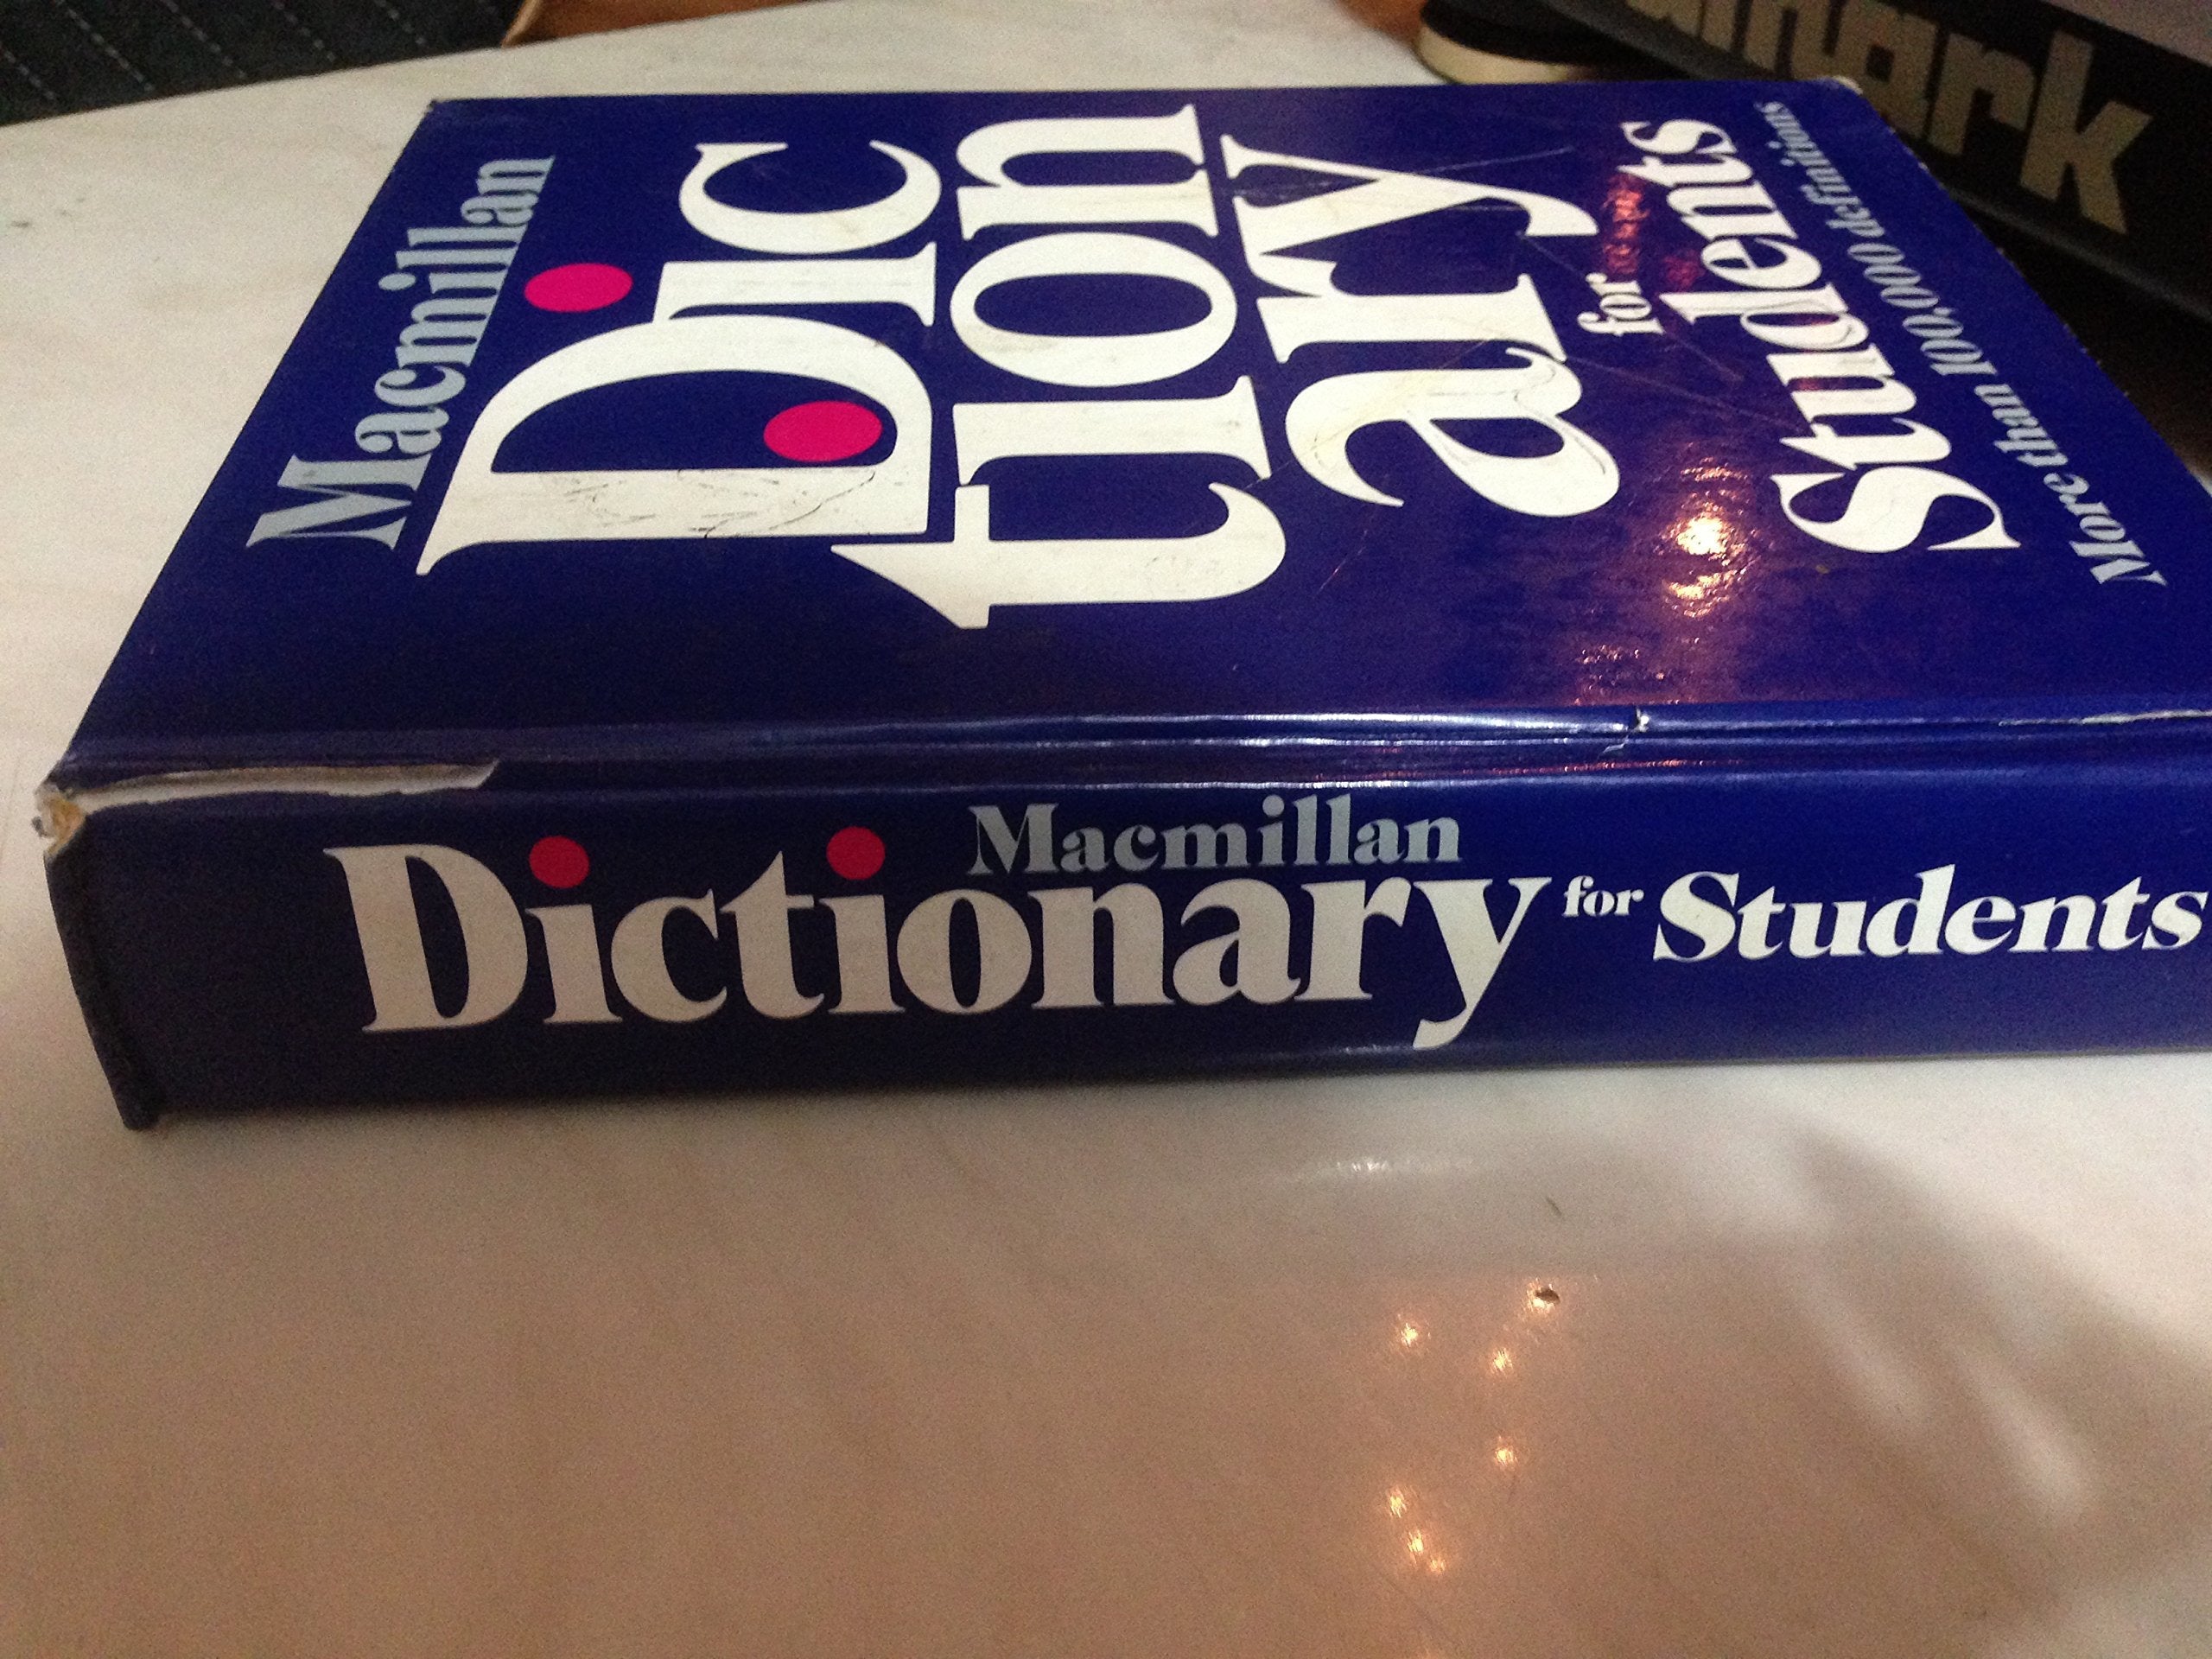 Macmillan
Dic
tion
ary
for
Students
More than 100,000 definitions
Macmillan
Dictionary for Students